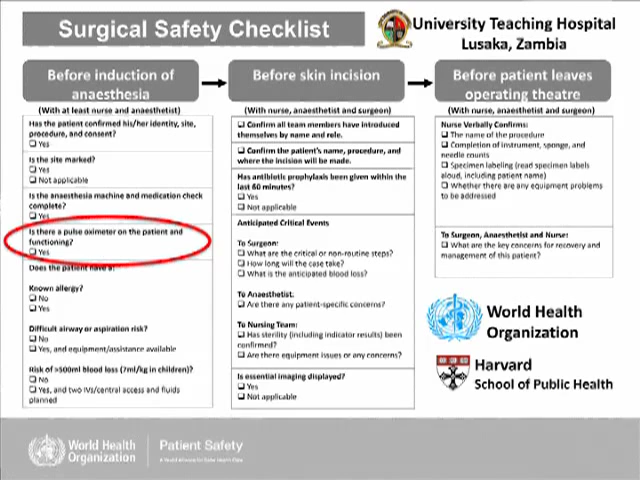 Surgical Safety Checklist
University Teaching Hospital
Lusaka, Zambia
Before induction of
anaesthesia
(With at least nurse and anaethetist)
Has the patient confirmed his/her identity, site,
procedure, and consent?
Yes
Is the site marked?
Yes
Not applicable
Is the anaesthesia machine and medication check
complete?
Yes
Is there a pulse oximeter on the patient and
functioning?
Yes
Does the patient have a:
Known allergy?
No
Yes
Difficult airway or aspiration risk?
No
Yes, and equipment/assistance available
Risk of >500ml blood loss (7ml/kg in children)?
No
Yes, and two IVs/central access and fluids
planned
Before skin incision
(With nurse, anaethetist and surgeon)
Confirm all team members have introduced
themselves by name and role.
Confirm the patient's name, procedure, and
where the incision will be made.
Has antibiotic prophylaxis been given within the
last 60 minutes?
Yes
Not applicable
Anticipated Critical Events
To Surgeon:
What are the critical or non-routine steps?
How long will the case take?
What is the anticipated blood loss?
To Anaesthetist:
Are there any patient-specific concerns?
To Nursing Team:
Has sterility (including indicator results) been
confirmed?
Are there equipment issues or any concerns?
Is essential imaging displayed?
Yes
Not applicable
Before patient leaves
operating theatre
(With nurse, anaethetist and surgeon)
Nurse Verbally Confirms:
The name of the procedure
Completion of instrument, sponge, and
needle counts
Specimen labeling (read specimen labels
aloud, including patient name)
Whether there are any equipment problems
to be addressed
To Surgeon, Anaesthetist and Nurse:
What are the key concerns for recovery and
management of this patient?
World Health
Organization
Harvard
School of Public Health
World Health
Organization
Patient Safety